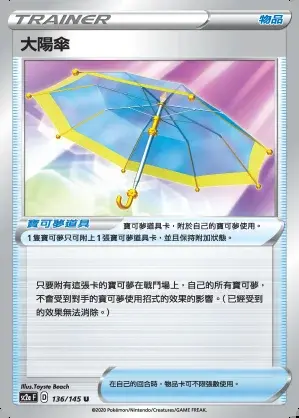 TRAINER 物品
大陽傘
寶可夢道具 寶可夢道具卡,附於自己的寶可夢使用。
1隻寶可夢只可附上1張寶可夢道具卡,並且保持附加狀態。
只要附有這張卡的寶可夢在戰鬥場上,自己的所有寶可夢,
不會受到對手的寶可夢使用招式的效果的影響。(已經受到
的效果無法消除。)
Illus.Toyste Beach
SC2a F D 136/145 U
在自己的回合時,物品卡可不限張數使用。
©2020 Pokémon/Nintendo/Creatures/GAME FREAK.